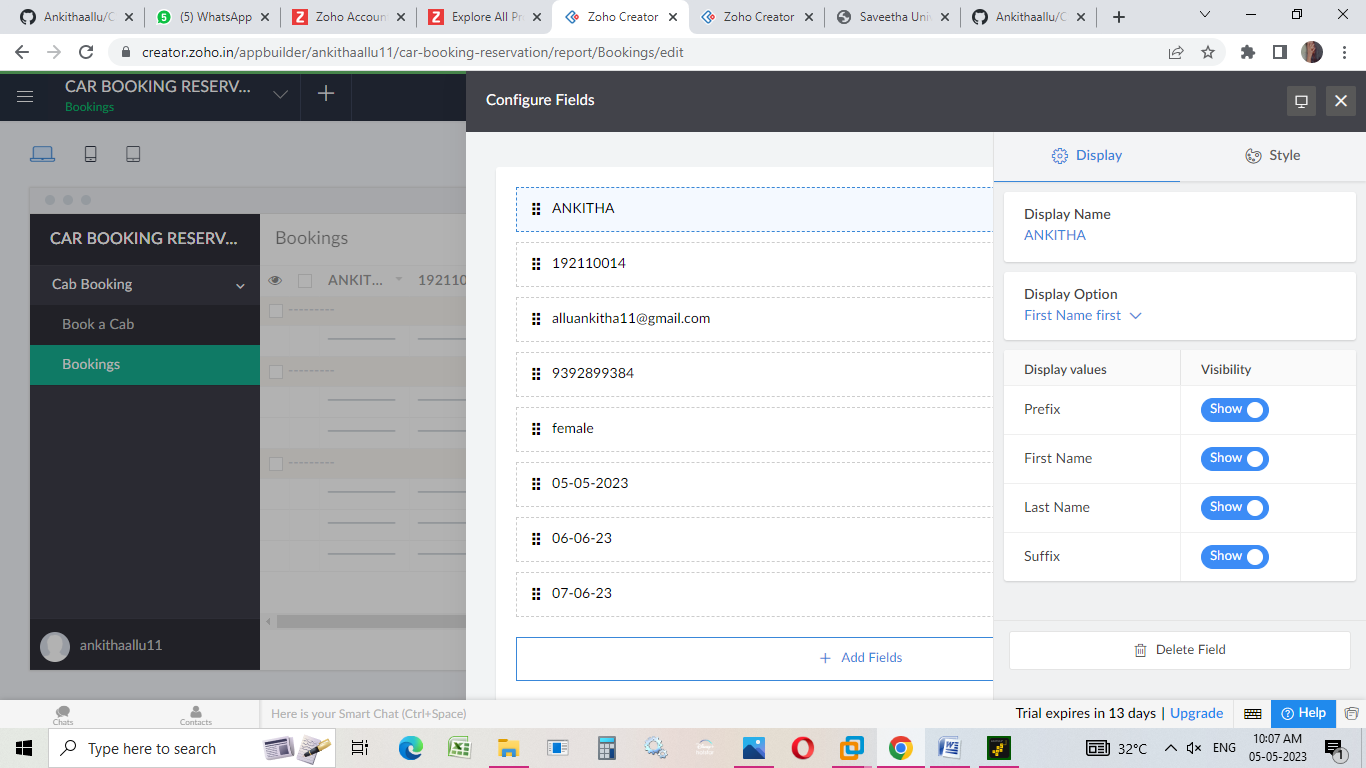 Ankithaallu/C
(5) WhatsApp
Zoho Accoun
Explore All Pr
Zoho Creator
Zoho Creator
Saveetha Uni
Ankithaallu/C
creator.zoho.in/appbuilder/ankithaallu11/car-booking-reservation/report/Bookings/edit
CAR BOOKING RESERV...
Bookings
Configure Fields
Display
Style
CAR BOOKING RESERV...
Cab Booking
Book a Cab
Bookings
ankithaallu11
Bookings
ANKIT...
192110
ANKITHA
192110014
alluankitha11@gmail.com
9392899384
female
05-05-2023
06-06-23
07-06-23
Add Fields
Display Name
ANKITHA
Display Option
First Name first
Display values
Visibility
Prefix
Show
First Name
Show
Last Name
Show
Suffix
Show
Delete Field
Chats
Contacts
Here is your Smart Chat (Ctrl+Space)
Trial expires in 13 days | Upgrade
Help
Type here to search
32°C
ENG
10:07 AM
05-05-2023
1